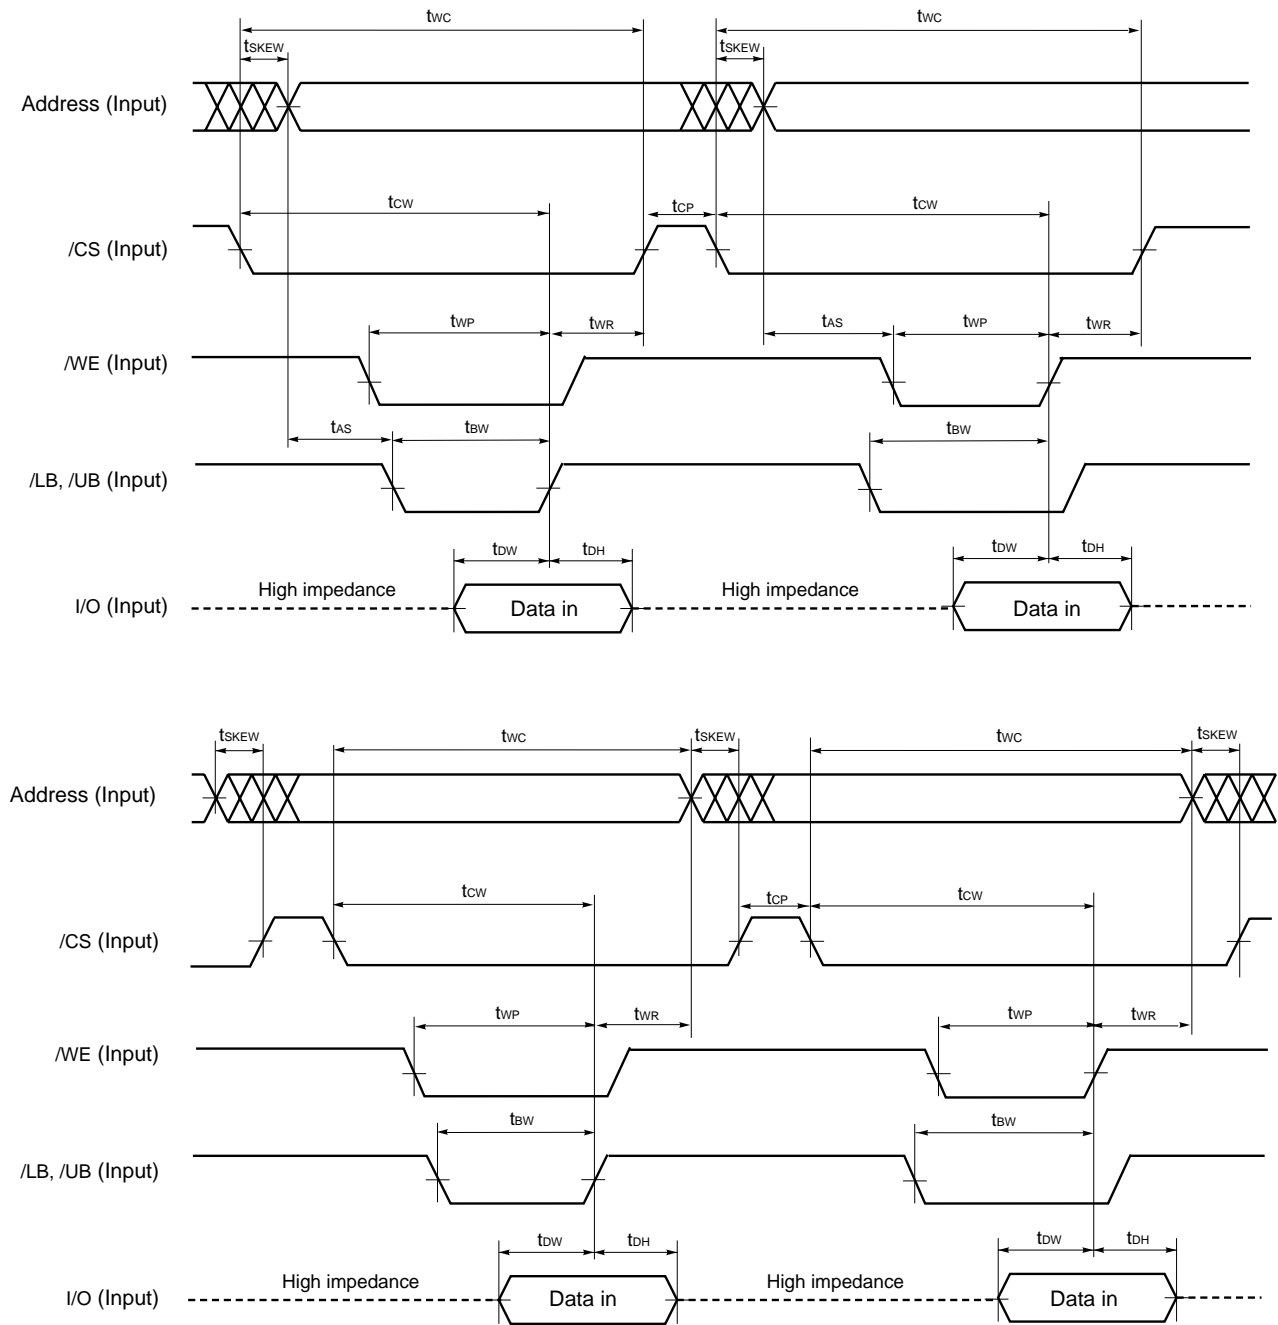 tWC tWC
tSKEW tSKEW
Address (Input)
tCW tCP tCW
/CS (Input)
tWP tWR tAS tWP tWR
/WE (Input)
tAS tBW tBW
/LB, /UB (Input)
tDW tDH tDW tDH
High impedance High impedance
I/O (Input) Data in Data in
tSKEW tWC tSKEW tWC tSKEW
Address (Input)
tCW tCP tCW
/CS (Input)
tWP tWR tWP tWR
/WE (Input)
tBW tBW
/LB, /UB (Input)
tDW tDH tDW tDH
High impedance High impedance
I/O (Input) Data in Data in